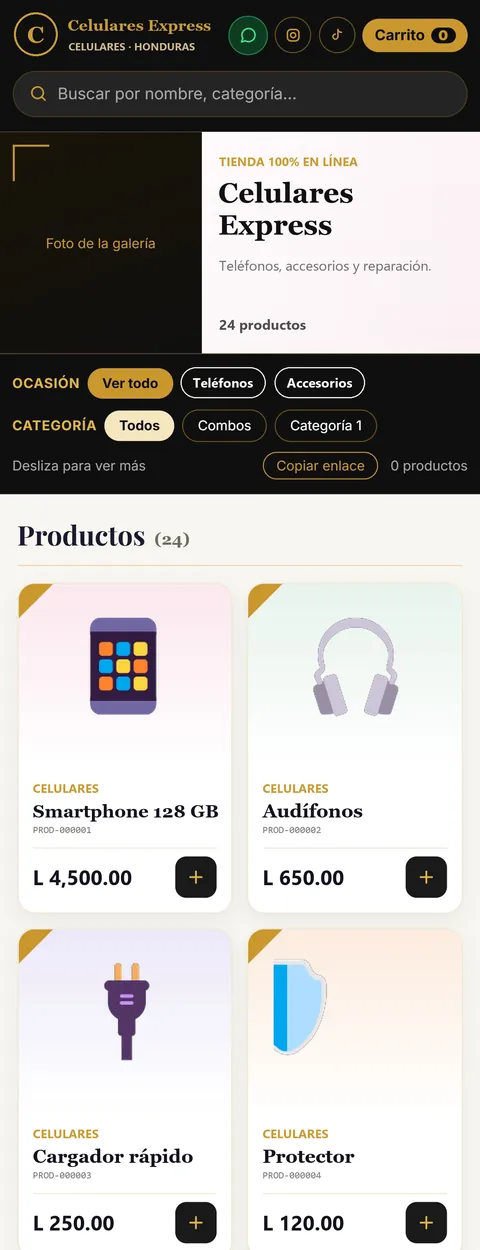 C
Celulares Express
CELULARES · HONDURAS
Carrito 0
Buscar por nombre, categoría...
Foto de la galería
TIENDA 100% EN LÍNEA
Celulares
Express
Teléfonos, accesorios y reparación.
24 productos
OCASIÓN Ver todo Teléfonos Accesorios
CATEGORÍA Todos Combos Categoría 1
Desliza para ver más Copiar enlace 0 productos
Productos (24)
CELULARES
Smartphone 128 GB
PROD-000001
L 4,500.00 +
CELULARES
Audífonos
PROD-000002
L 650.00 +
CELULARES
Cargador rápido
PROD-000003
L 250.00 +
CELULARES
Protector
PROD-000004
L 120.00 +